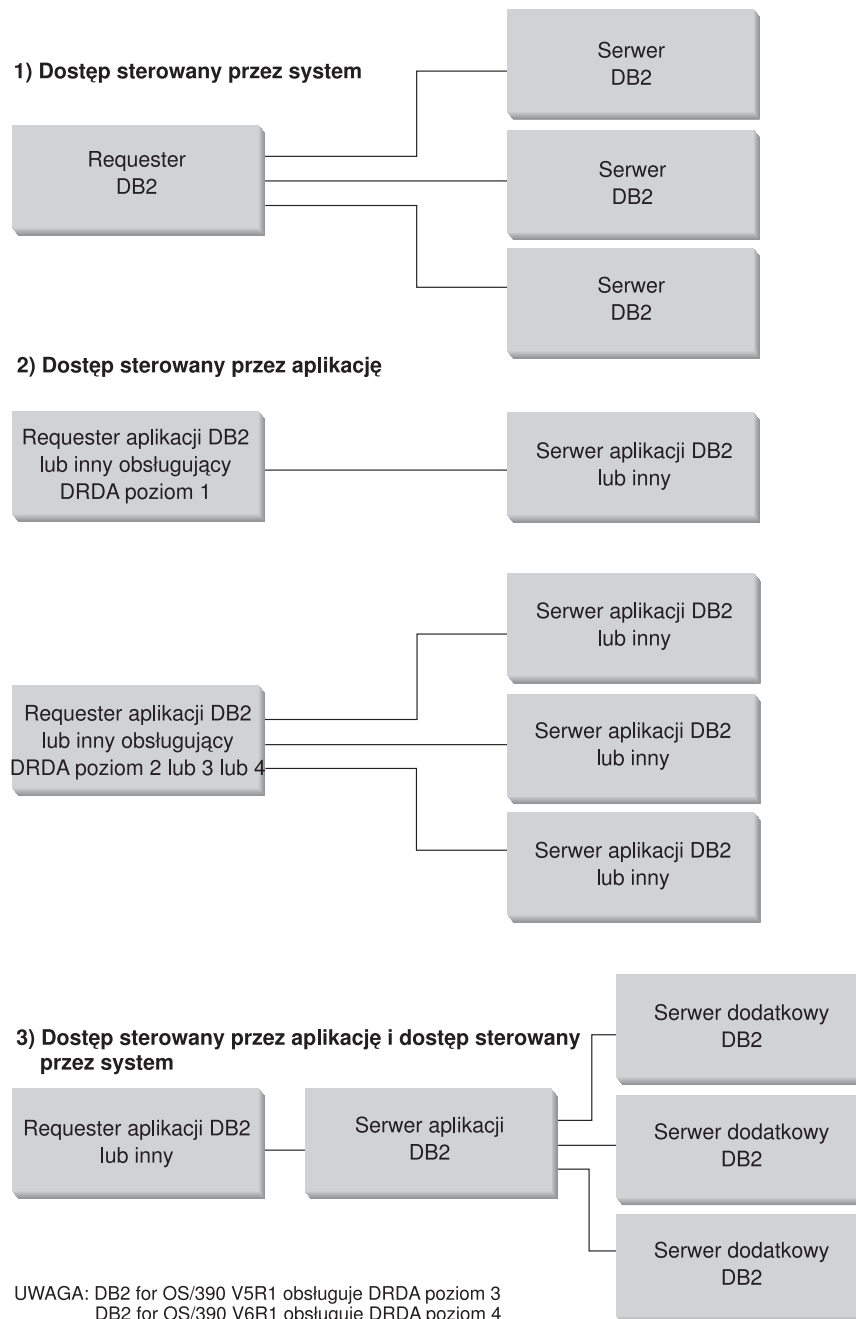 1) Dostęp sterowany przez system
Requester
DB2
Serwer
DB2
Serwer
DB2
Serwer
DB2
2) Dostęp sterowany przez aplikację
Requester aplikacji DB2
lub inny obsługujący
DRDA poziom 1
Serwer aplikacji DB2
lub inny
Requester aplikacji DB2
lub inny obsługujący
DRDA poziom 2 lub 3 lub 4
Serwer aplikacji DB2
lub inny
Serwer aplikacji DB2
lub inny
Serwer aplikacji DB2
lub inny
3) Dostęp sterowany przez aplikację i dostęp sterowany
przez system
Requester aplikacji DB2
lub inny
Serwer aplikacji
DB2
Serwer dodatkowy
DB2
Serwer dodatkowy
DB2
Serwer dodatkowy
DB2
UWAGA: DB2 for OS/390 V5R1 obsługuje DRDA poziom 3
DB2 for OS/390 V6R1 obsługuje DRDA poziom 4